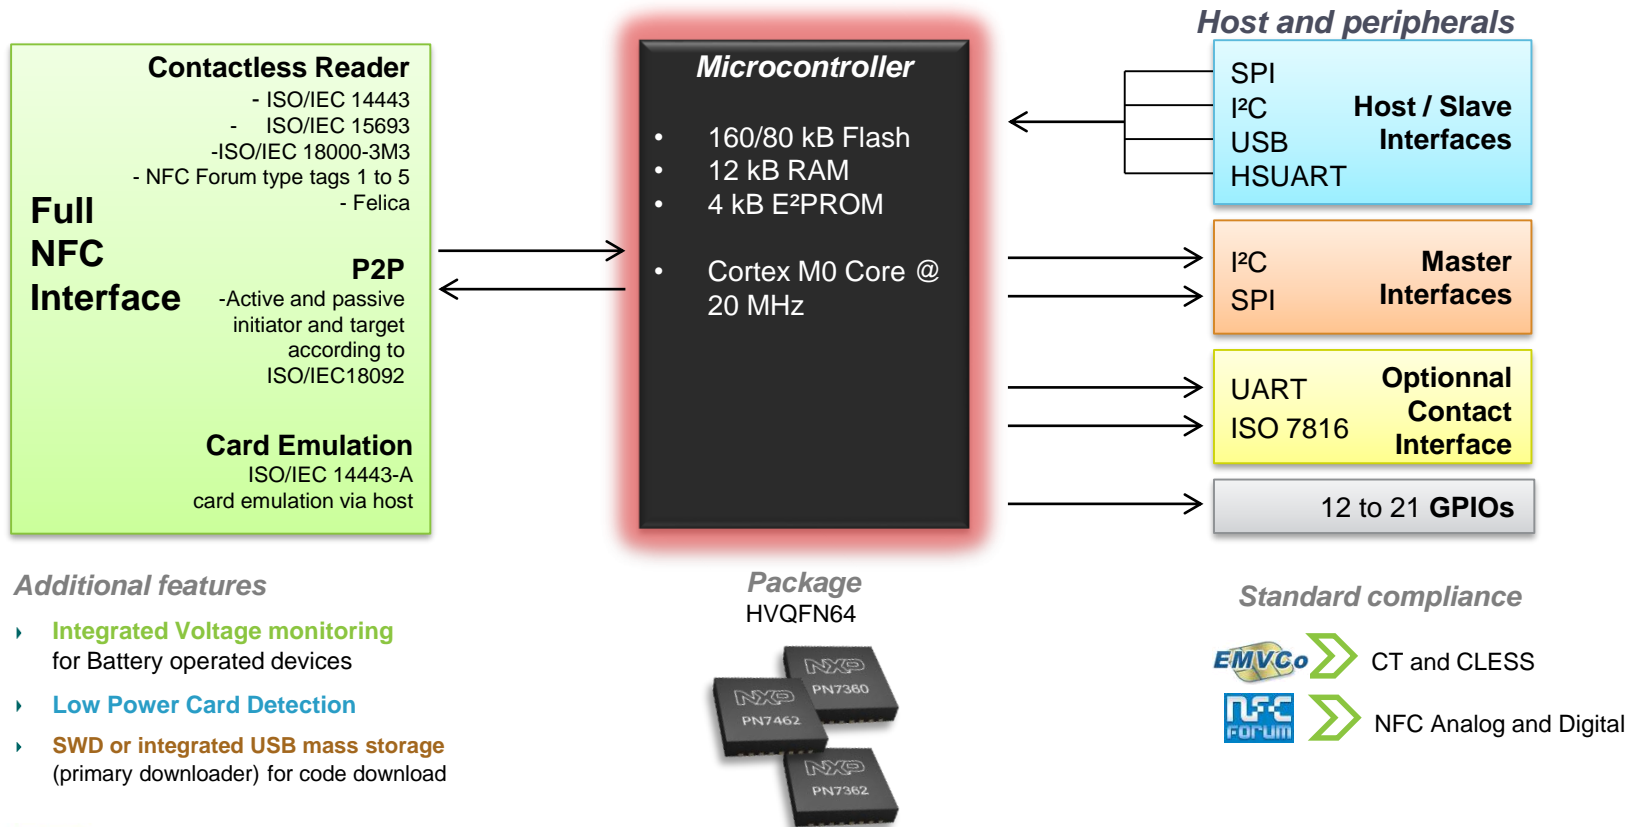 Host and peripherals
Contactless Reader
- ISO/IEC 14443
- ISO/IEC 15693
-ISO/IEC 18000-3M3
- NFC Forum type tags 1 to 5
- Felica
Full
NFC
Interface
P2P
-Active and passive
initiator and target
according to
ISO/IEC18092
Card Emulation
ISO/IEC 14443-A
card emulation via host
Microcontroller
• 160/80 kB Flash
• 12 kB RAM
• 4 kB E²PROM
• Cortex M0 Core @
20 MHz
SPI
I²C
USB
HSUART
Host / Slave
Interfaces
I²C
SPI
Master
Interfaces
UART
ISO 7816
Optionnal
Contact
Interface
12 to 21 GPIOs
Additional features
Integrated Voltage monitoring
for Battery operated devices
Low Power Card Detection
SWD or integrated USB mass storage
(primary downloader) for code download
Package
HVQFN64
NXP
PN7360
NXP
PN7462
NXP
PN7362
Standard compliance
EMVCo
CT and CLESS
NFC
Forum
NFC Analog and Digital